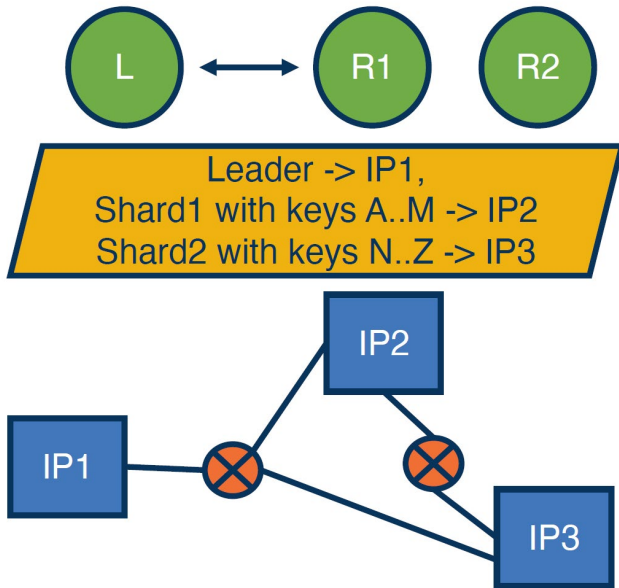 L
R1
R2
Leader -> IP1,
Shard1 with keys A..M -> IP2
Shard2 with keys N..Z -> IP3
IP2
IP1
IP3